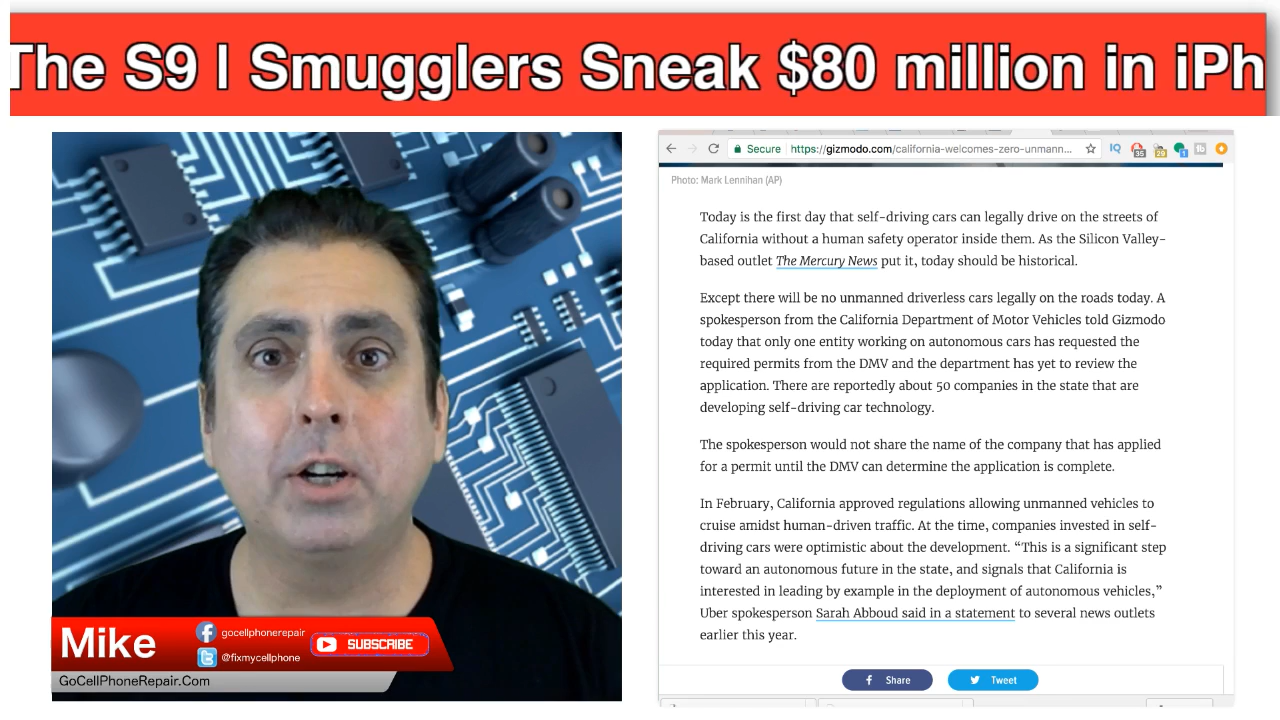 The S9 | Smugglers Sneak $80 million in iPh
Secure https://gizmodo.com/california-welcomes-zero-unmann...
IQ
35
29
1
Photo: Mark Lennihan (AP)
Today is the first day that self-driving cars can legally drive on the streets of
California without a human safety operator inside them. As the Silicon Valley-
based outlet The Mercury News put it, today should be historical.
Except there will be no unmanned driverless cars legally on the roads today. A
spokesperson from the California Department of Motor Vehicles told Gizmodo
today that only one entity working on autonomous cars has requested the
required permits from the DMV and the department has yet to review the
application. There are reportedly about 50 companies in the state that are
developing self-driving car technology.
The spokesperson would not share the name of the company that has applied
for a permit until the DMV can determine the application is complete.
In February, California approved regulations allowing unmanned vehicles to
cruise amidst human-driven traffic. At the time, companies invested in self-
driving cars were optimistic about the development. “This is a significant step
toward an autonomous future in the state, and signals that California is
interested in leading by example in the deployment of autonomous vehicles,”
Uber spokesperson Sarah Abboud said in a statement to several news outlets
earlier this year.
Share
Tweet
Mike
gocellphonerepair
@fixmycellphone
SUBSCRIBE
GoCellPhoneRepair.Com